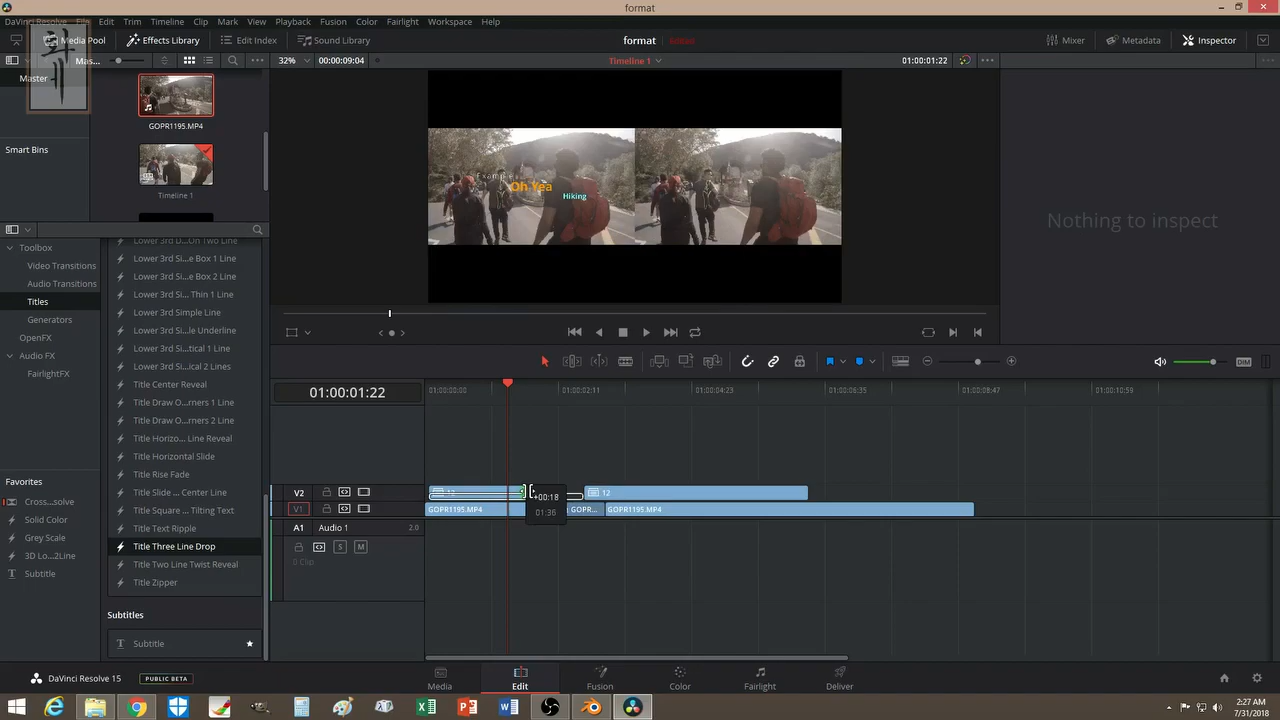 format
DaVinci Resolve File Edit Trim Timeline Clip Mark View Playback Fusion Color Fairlight Workspace Help
Media Pool Effects Library Edit Index Sound Library
format
Mixer Metadata Inspector
Mas... 32% 00:00:09:04 Timeline 1 01:00:01:22
Master
GOPR1195.MP4
Timeline 1
Smart Bins
Oh Yea
Hiking
Nothing to inspect
Toolbox
Video Transitions
Audio Transitions
Titles
Generators
OpenFX
Audio FX
FairlightFX
Lower 3rd D...On Two Line
Lower 3rd Si...e Box 1 Line
Lower 3rd Si...e Box 2 Line
Lower 3rd Si... Thin 1 Line
Lower 3rd Simple Line
Lower 3rd Si...le Underline
Lower 3rd Si...tical 1 Line
Lower 3rd Si...ical 2 Lines
Title Center Reveal
Title Draw O...rners 1 Line
Title Draw O...rners 2 Line
Title Horizo... Line Reveal
Title Horizontal Slide
Title Rise Fade
Title Slide ... Center Line
Title Square ... Tilting Text
Title Text Ripple
Title Three Line Drop
Title Two Line Twist Reveal
Title Zipper
Subtitles
Subtitle
Favorites
Cross...solve
Solid Color
Grey Scale
3D Lo...2Line
Subtitle
DIM
01:00:01:22
01:00:00:00 01:00:02:11 01:00:04:23 01:00:06:35 01:00:08:47 01:00:10:59
V2 12 12
+00:18
01:36
V1 GOPR1195.MP4 GOPR... GOPR1195.MP4
A1 Audio 1 2.0
S M
0 Clip
DaVinci Resolve 15 PUBLIC BETA
Media Edit Fusion Color Fairlight Deliver
2:27 AM
7/31/2018